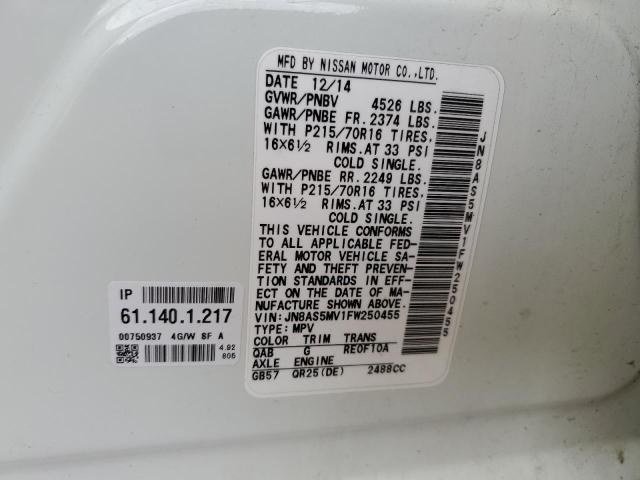 MFD BY NISSAN MOTOR CO.,LTD.
DATE 12/14
GVWR/PNBV 4526 LBS.
GAWR/PNBE FR. 2374 LBS.
WITH P215/70R16 TIRES,
16X6½ RIMS.AT 33 PSI
COLD SINGLE.
GAWR/PNBE RR. 2249 LBS.
WITH P215/70R16 TIRES,
16X6½ RIMS.AT 33 PSI
COLD SINGLE.
THIS VEHICLE CONFORMS
TO ALL APPLICABLE FED-
ERAL MOTOR VEHICLE SA-
FETY AND THEFT PREVEN-
TION STANDARDS IN EFF-
ECT ON THE DATE OF MA-
NUFACTURE SHOWN ABOVE.
VIN: JN8AS5MV1FW250455
TYPE: MPV
COLOR TRIM TRANS
QAB G RE0F10A
AXLE ENGINE
GB57 QR25(DE) 2488CC
JN8AS5MV1FW250455
IP
61.140.1.217
00750937 4G/W SF A
4.92
805